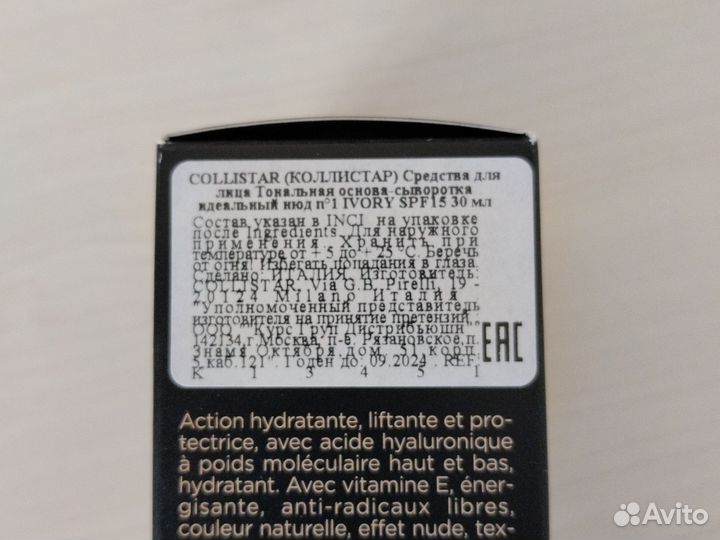 COLLISTAR (КОЛЛИСТАР) Средства для
лица Тональная основа-сыворотка
идеальный нюд n°1 IVORY SPF15 30 мл
Состав указан в INCI на упаковке
после Ingredients. Для наружного
применения. Хранить при
температуре от + 5 до + 25 °C. Беречь
от огня! Избегать попадания в глаза.
Сделано ИТАЛИЯ. Изготовитель:
COLLISTAR, Via G.B. Pirelli, 19 -
20124 Milano Италия
"Уполномоченный представитель
изготовителя на принятие претензий
ООО "Курс Груп Дистрибьюшн"
142134,г.Москва, п-е. Рязановское,п.
Знамя Октября дом. 51 корп.
5,каб.121". 1 Годен до: 09.2024 . REF:
K 1 3 4 5 1
EAC
Action hydratante, liftante et pro-
tectrice, avec acide hyaluronique
à poids moléculaire haut et bas,
hydratant. Avec vitamine E, éner-
gisante, anti-radicaux libres,
couleur naturelle, effet nude, tex-
Avito